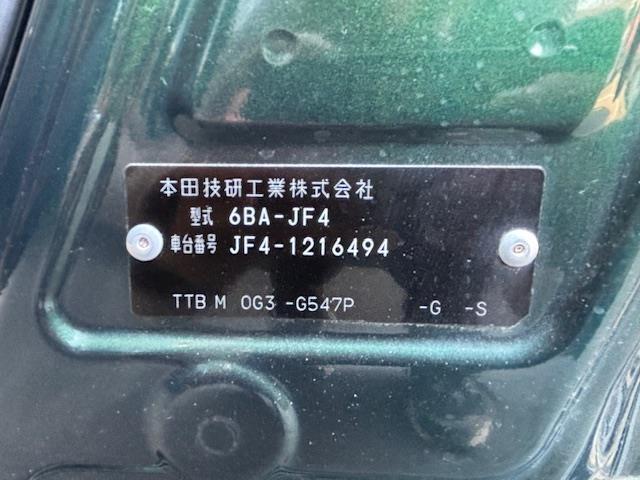 本田技研工業株式会社
型式 6BA-JF4
車台番号 JF4-1216494
TTB M 0G3 -G547P -G -S